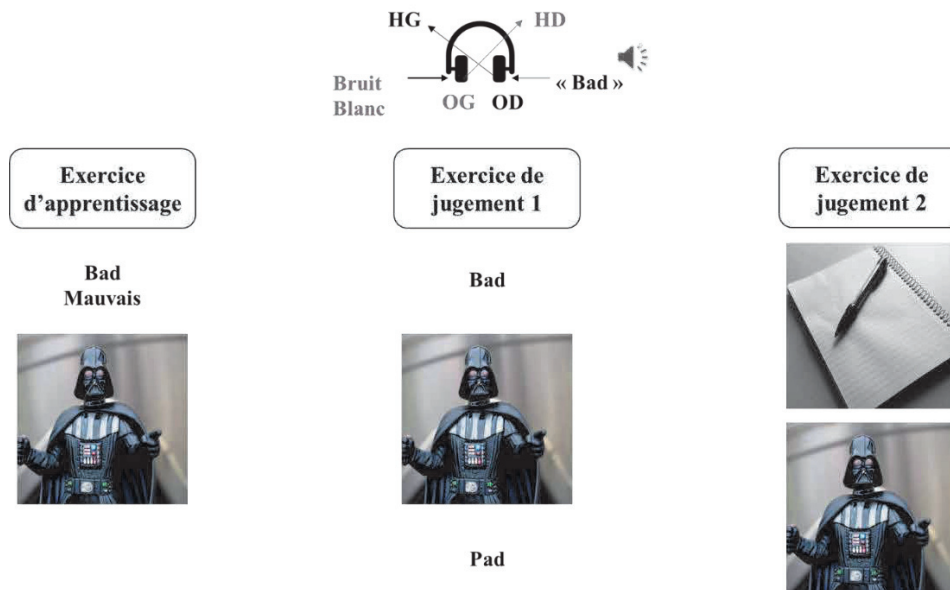 HG
HD
Bruit
Blanc
OG
OD
« Bad »
Exercice
d'apprentissage
Exercice de
jugement 1
Exercice de
jugement 2
Bad
Mauvais
Bad
Pad